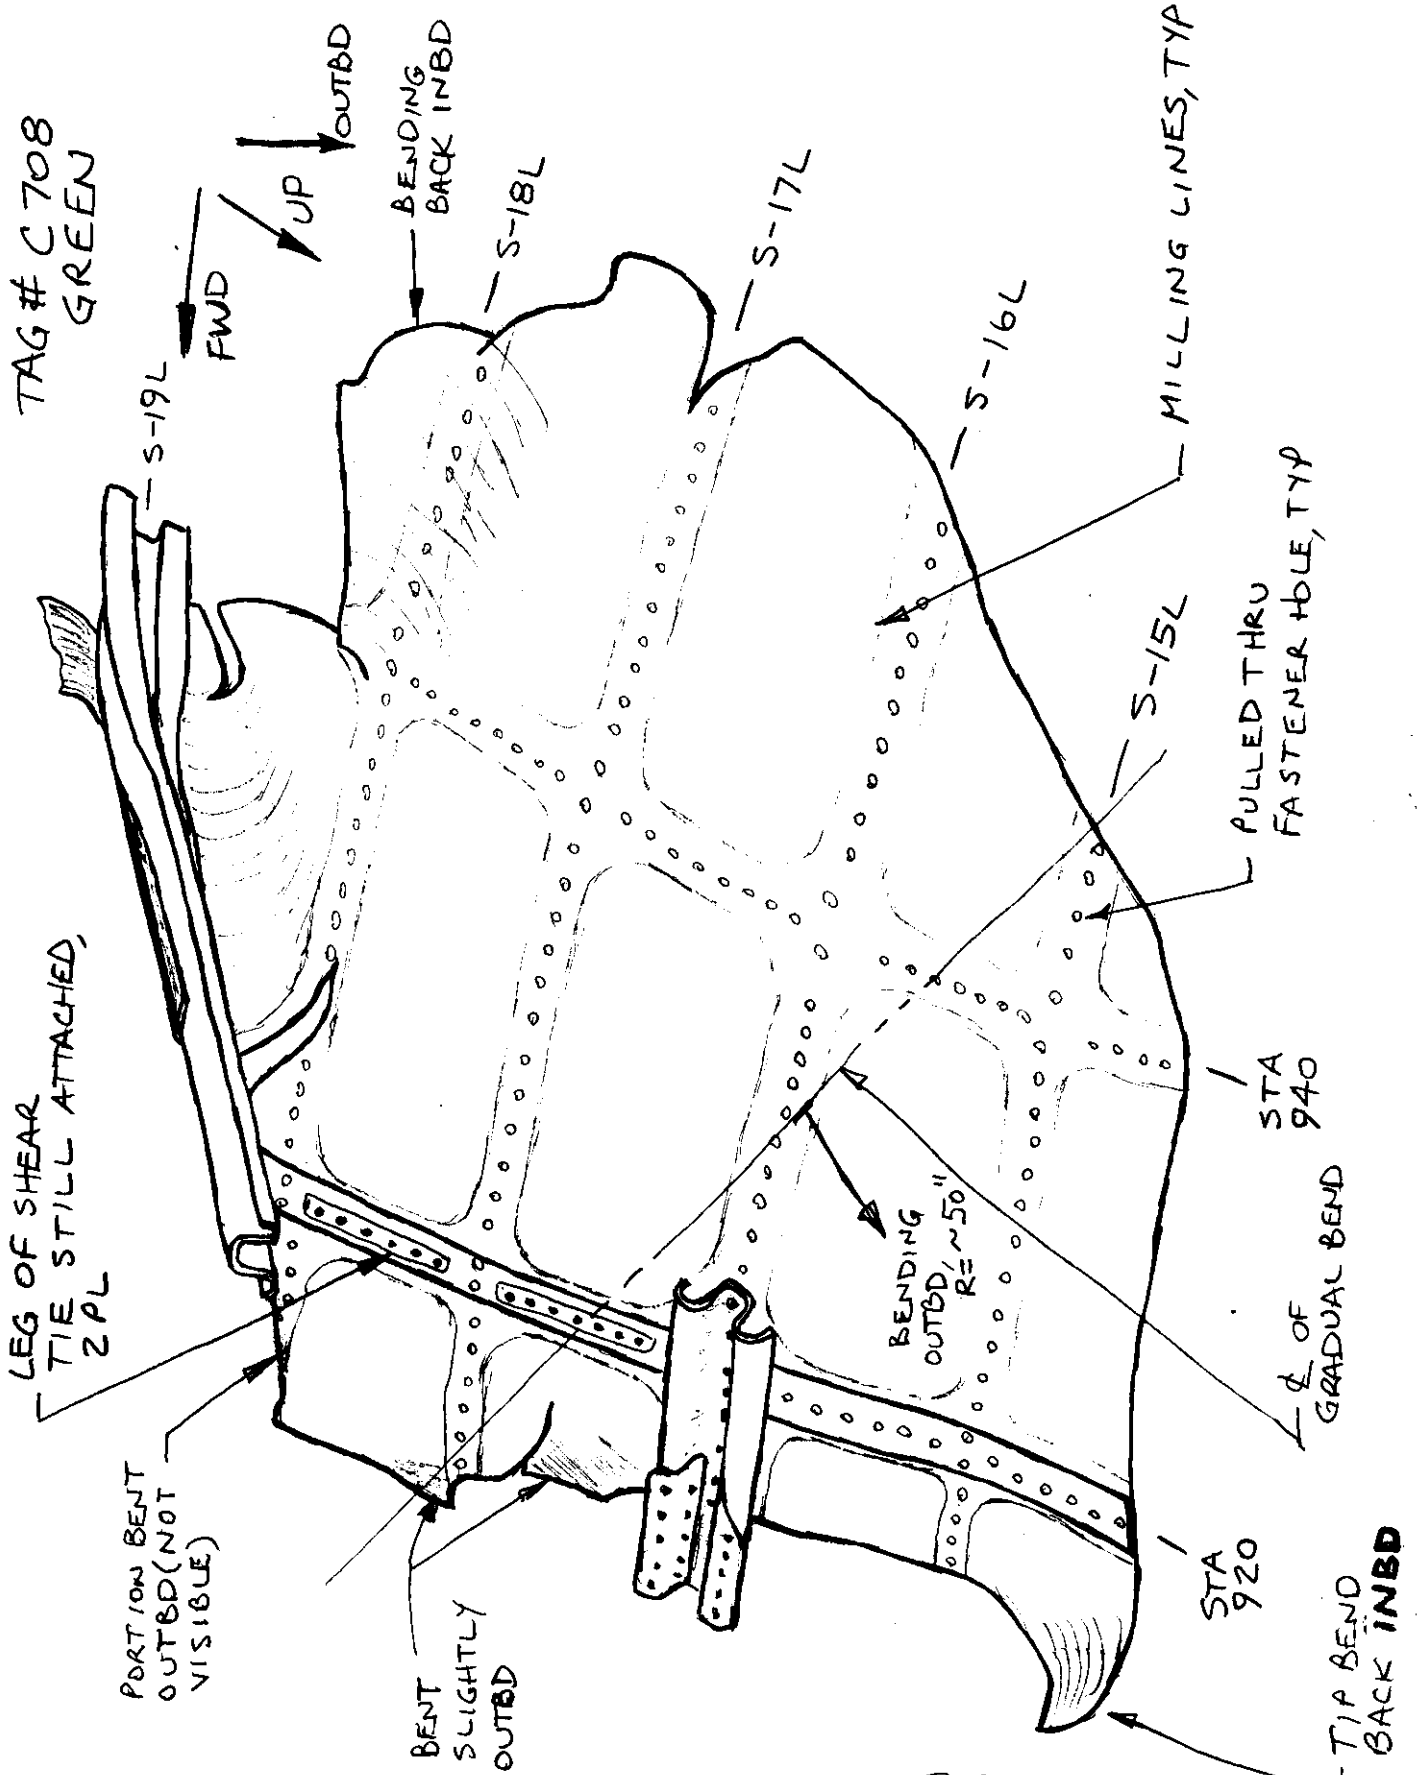 TAG# C708
GREEN
OUTBD
UP
FWD
BENDING
BACK INBD
S-19L
S-18L
S-17L
S-16L
S-15L
MILLING LINES, TYP
PULLED THRU
FASTENER HOLE, TYP
LEG OF SHEAR
TIE STILL ATTACHED,
2 PL
PORTION BENT
OUTBD (NOT
VISIBLE)
BENT
SLIGHTLY
OUTBD
BENDING
OUTBD,
R=~50"
STA
940
℄ OF
GRADUAL BEND
STA
920
TIP BEND
BACK INBD